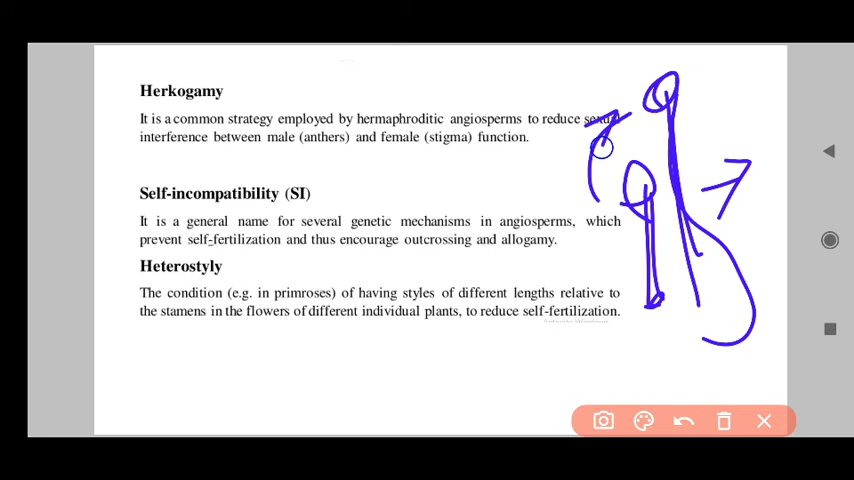 Herkogamy
It is a common strategy employed by hermaphroditic angiosperms to reduce sexual
interference between male (anthers) and female (stigma) function.
Self-incompatibility (SI)
It is a general name for several genetic mechanisms in angiosperms, which
prevent self-fertilization and thus encourage outcrossing and allogamy.
Heterostyly
The condition (e.g. in primroses) of having styles of different lengths relative to
the stamens in the flowers of different individual plants, to reduce self-fertilization.